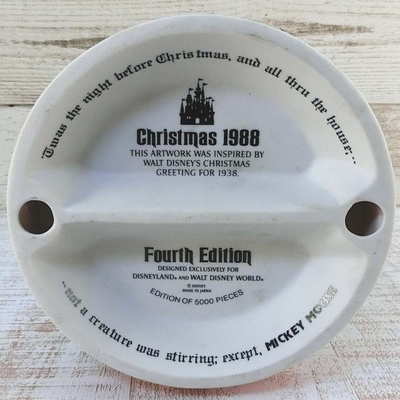 Twas the night before Christmas, and all thru the house;--
Christmas 1988
THIS ARTWORK WAS INSPIRED BY
WALT DISNEY'S CHRISTMAS
GREETING FOR 1938.
Fourth Edition
DESIGNED EXCLUSIVELY FOR
DISNEYLAND® AND WALT DISNEY WORLD®
© DISNEY
MADE IN JAPAN
EDITION OF 5000 PIECES
--not a creature was stirring; except, MICKEY MOUSE